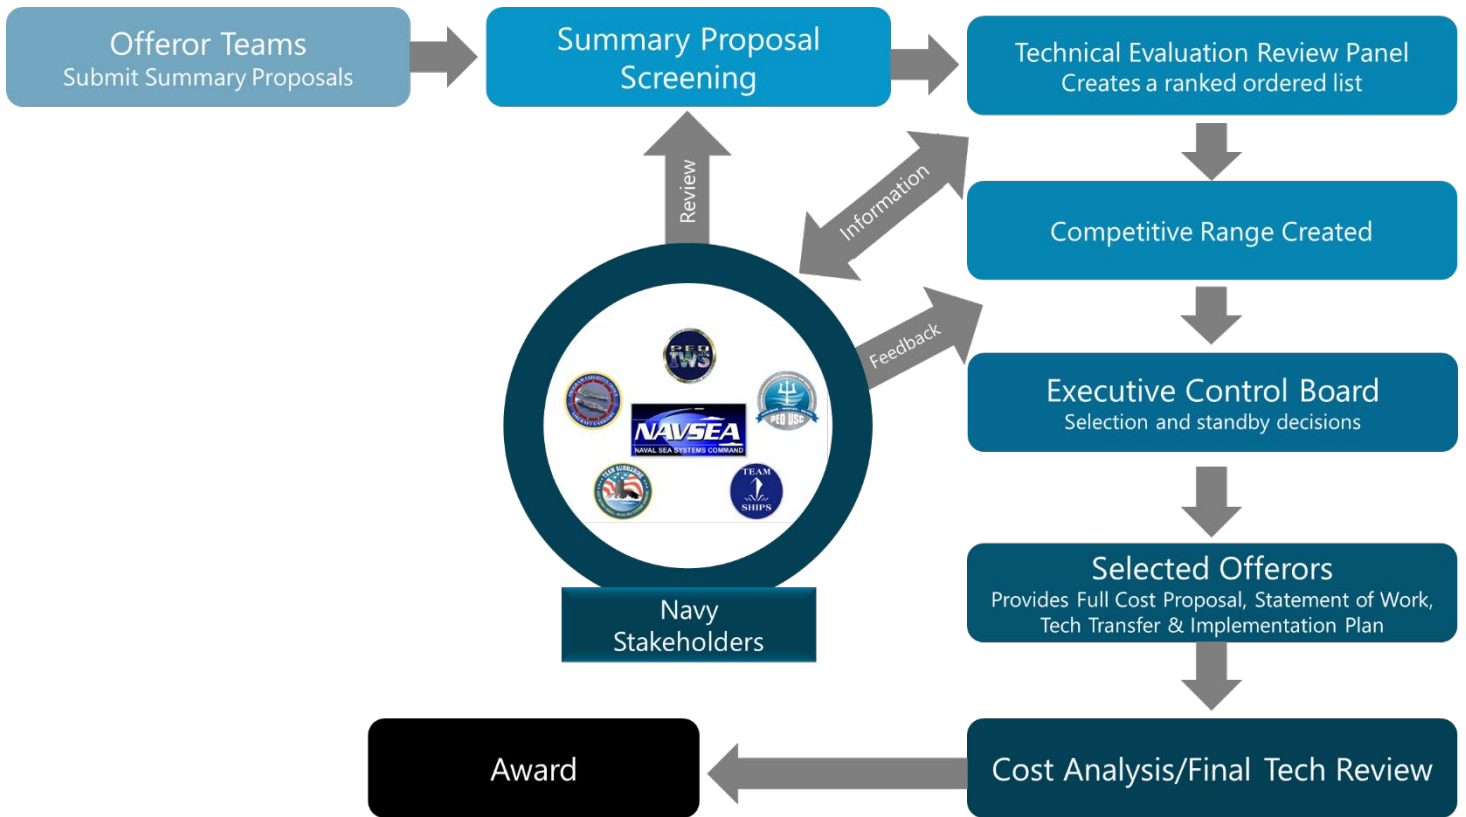 Offeror Teams
Submit Summary Proposals
Summary Proposal
Screening
Technical Evaluation Review Panel
Creates a ranked ordered list
Review
Information
Competitive Range Created
Feedback
PEO
IWS
PEO USC
NAVSEA
NAVAL SEA SYSTEMS COMMAND
TEAM SUBMARINE
TEAM
SHIPS
Executive Control Board
Selection and standby decisions
Navy
Stakeholders
Selected Offerors
Provides Full Cost Proposal, Statement of Work,
Tech Transfer & Implementation Plan
Award
Cost Analysis/Final Tech Review